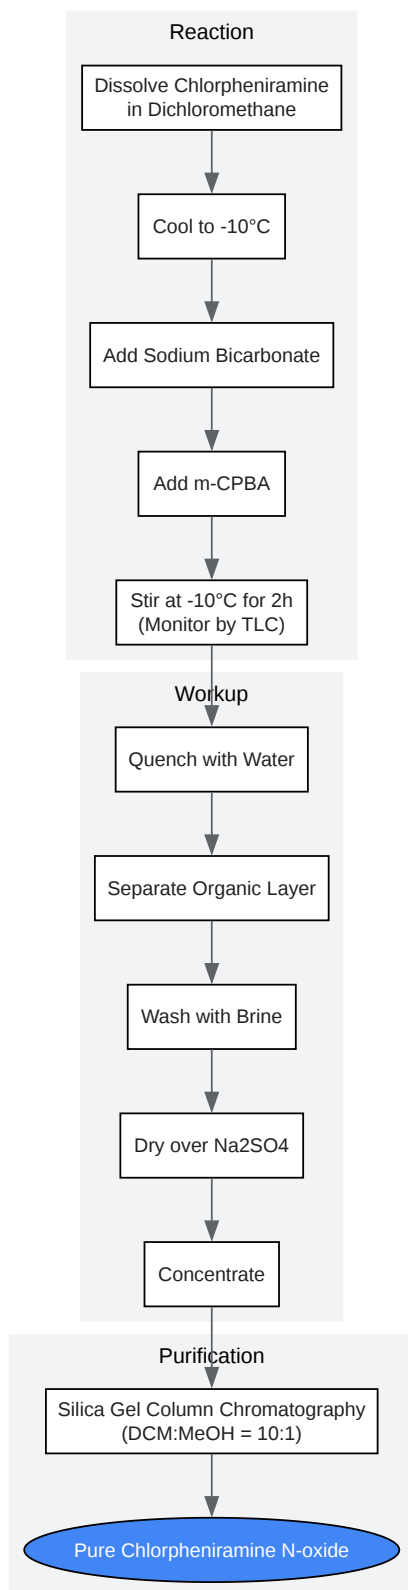 Reaction
Dissolve Chlorpheniramine
in Dichloromethane
Cool to -10°C
Add Sodium Bicarbonate
Add m-CPBA
Stir at -10°C for 2h
(Monitor by TLC)
Workup
Quench with Water
Separate Organic Layer
Wash with Brine
Dry over Na2SO4
Concentrate
Purification
Silica Gel Column Chromatography
(DCM:MeOH = 10:1)
Pure Chlorpheniramine N-oxide